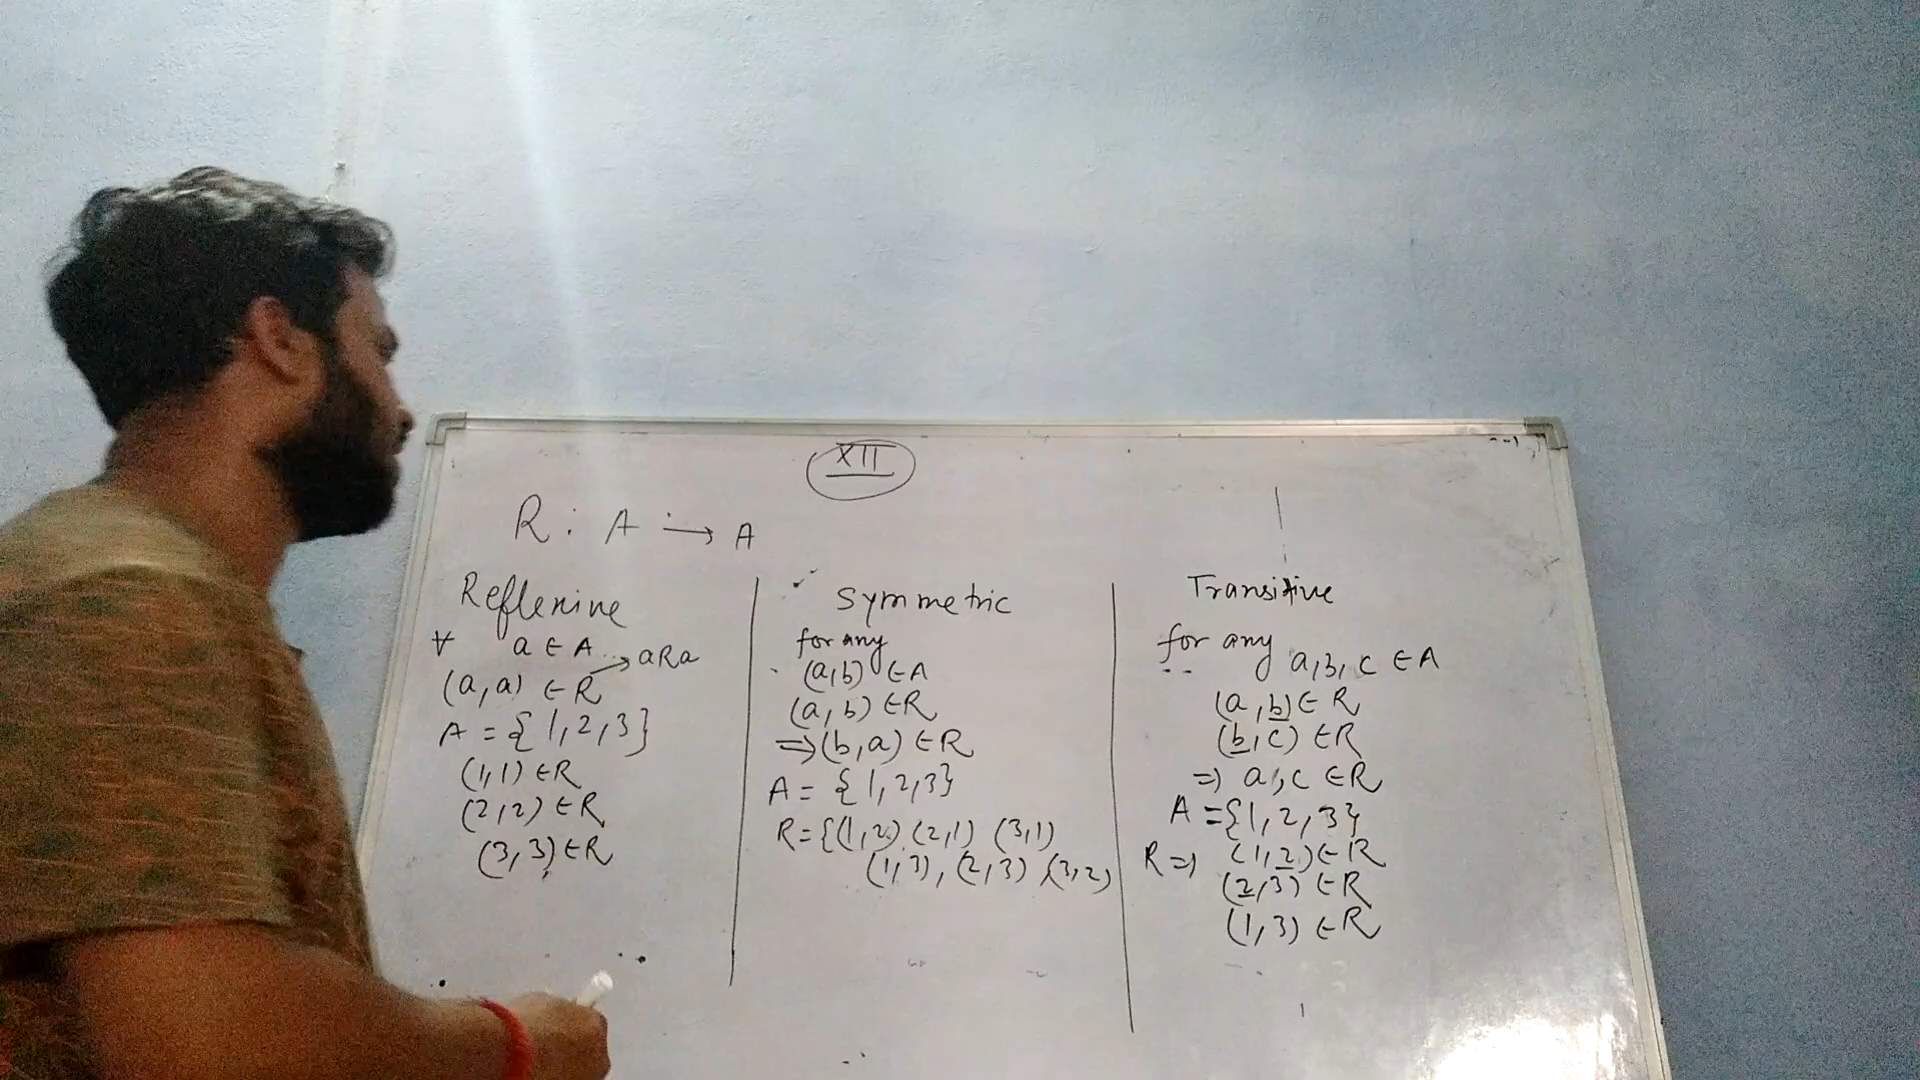 XII
R : A → A
Reflexive
∀ a ∈ A
(a,a) ∈ R → aRa
A = {1,2,3}
(1,1) ∈ R
(2,2) ∈ R
(3,3) ∈ R
Symmetric
for any
(a,b) ∈ A
(a,b) ∈ R
⇒ (b,a) ∈ R
A = {1,2,3}
R = {(1,2) (2,1) (3,1)
(1,3), (2,3) (3,2)
Transitive
for any a,b,c ∈ A
(a,b) ∈ R
(b,c) ∈ R
⇒ a,c ∈ R
A = {1,2,3}
R ⇒ (1,2) ∈ R
(2,3) ∈ R
(1,3) ∈ R